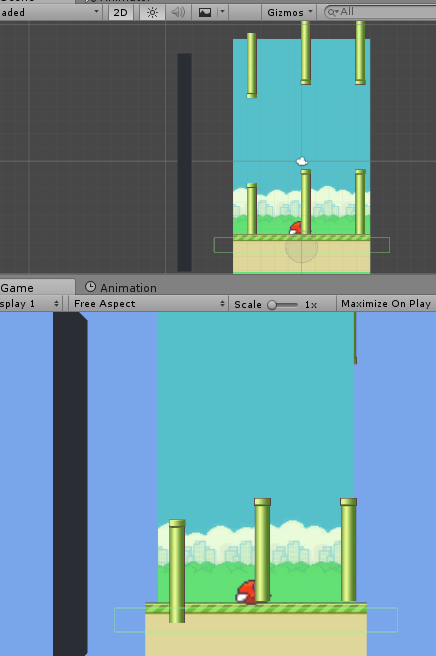 aded 2D Gizmos All
Game Animation
splay 1 Free Aspect Scale 1x Maximize On Play